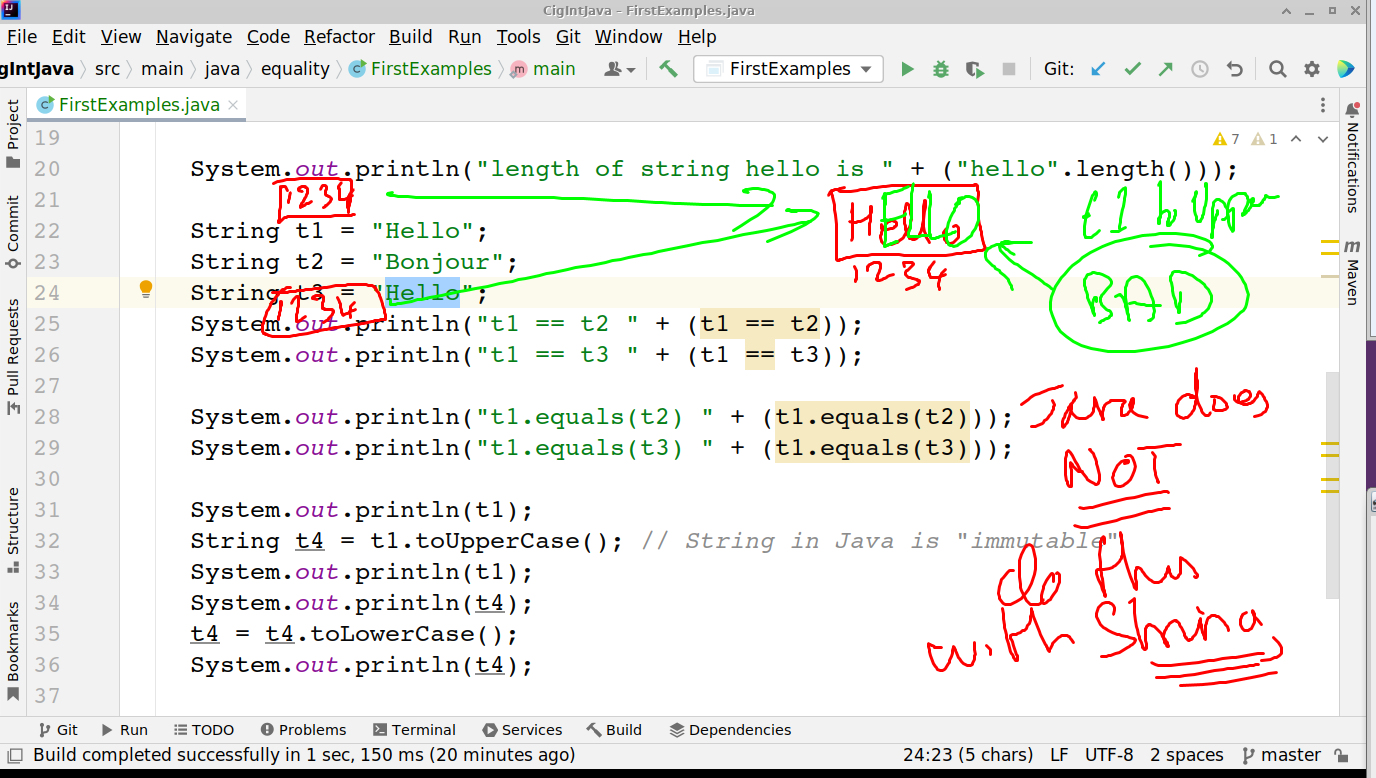 CigIntJava – FirstExamples.java
File Edit View Navigate Code Refactor Build Run Tools Git Window Help
gIntJava src main java equality FirstExamples main FirstExamples Git:
FirstExamples.java
Project
Commit
Pull Requests
Structure
Bookmarks
Notifications
Maven
7 1
19
20 System.out.println("length of string hello is " + ("hello".length()));
21
1234
22 String t1 = "Hello";
23 String t2 = "Bonjour";
24 String t3 = "Hello";
1234
25 System.out.println("t1 == t2 " + (t1 == t2));
26 System.out.println("t1 == t3 " + (t1 == t3));
27
28 System.out.println("t1.equals(t2) " + (t1.equals(t2)));
29 System.out.println("t1.equals(t3) " + (t1.equals(t3)));
30
31 System.out.println(t1);
32 String t4 = t1.toUpperCase(); // String in Java is "immutable"
33 System.out.println(t1);
34 System.out.println(t4);
35 t4 = t4.toLowerCase();
36 System.out.println(t4);
37
Hello
1234
Upper
BAD
Java does
NOT
do this
with String
Git Run TODO Problems Terminal Services Build Dependencies
Build completed successfully in 1 sec, 150 ms (20 minutes ago) 24:23 (5 chars) LF UTF-8 2 spaces master